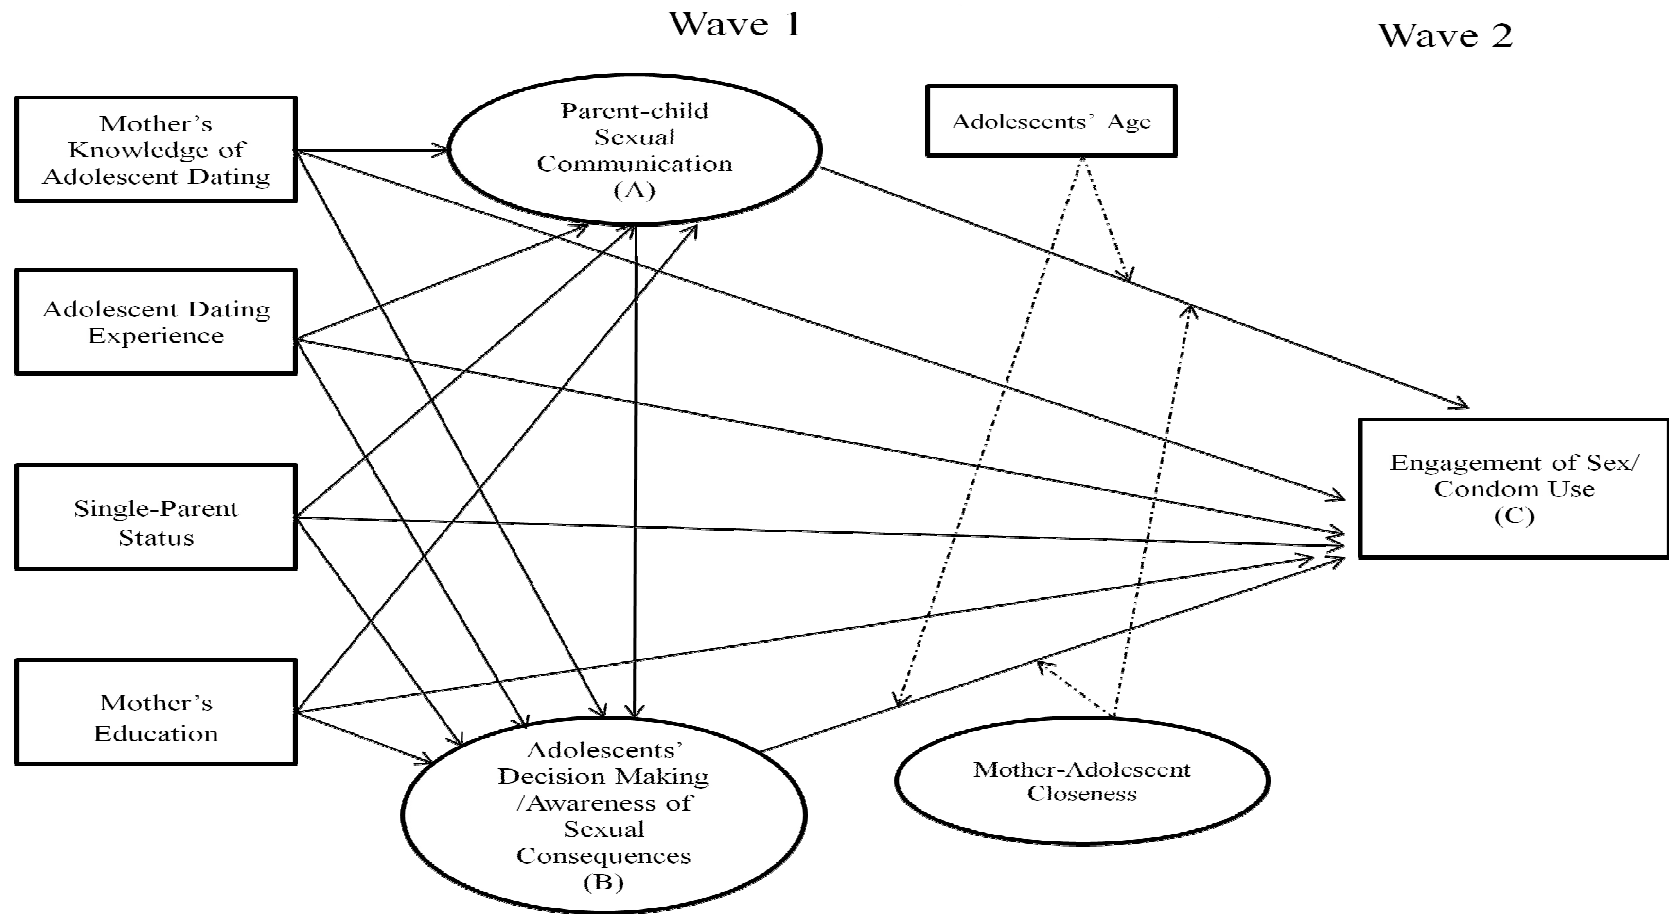 Wave 1
Wave 2
Mother's
Knowledge of
Adolescent Dating
Parent-child
Sexual
Communication
(A)
Adolescents' Age
Adolescent Dating
Experience
Single-Parent
Status
Engagement of Sex/
Condom Use
(C)
Mother's
Education
Adolescents'
Decision Making
/Awareness of
Sexual
Consequences
(B)
Mother-Adolescent
Closeness